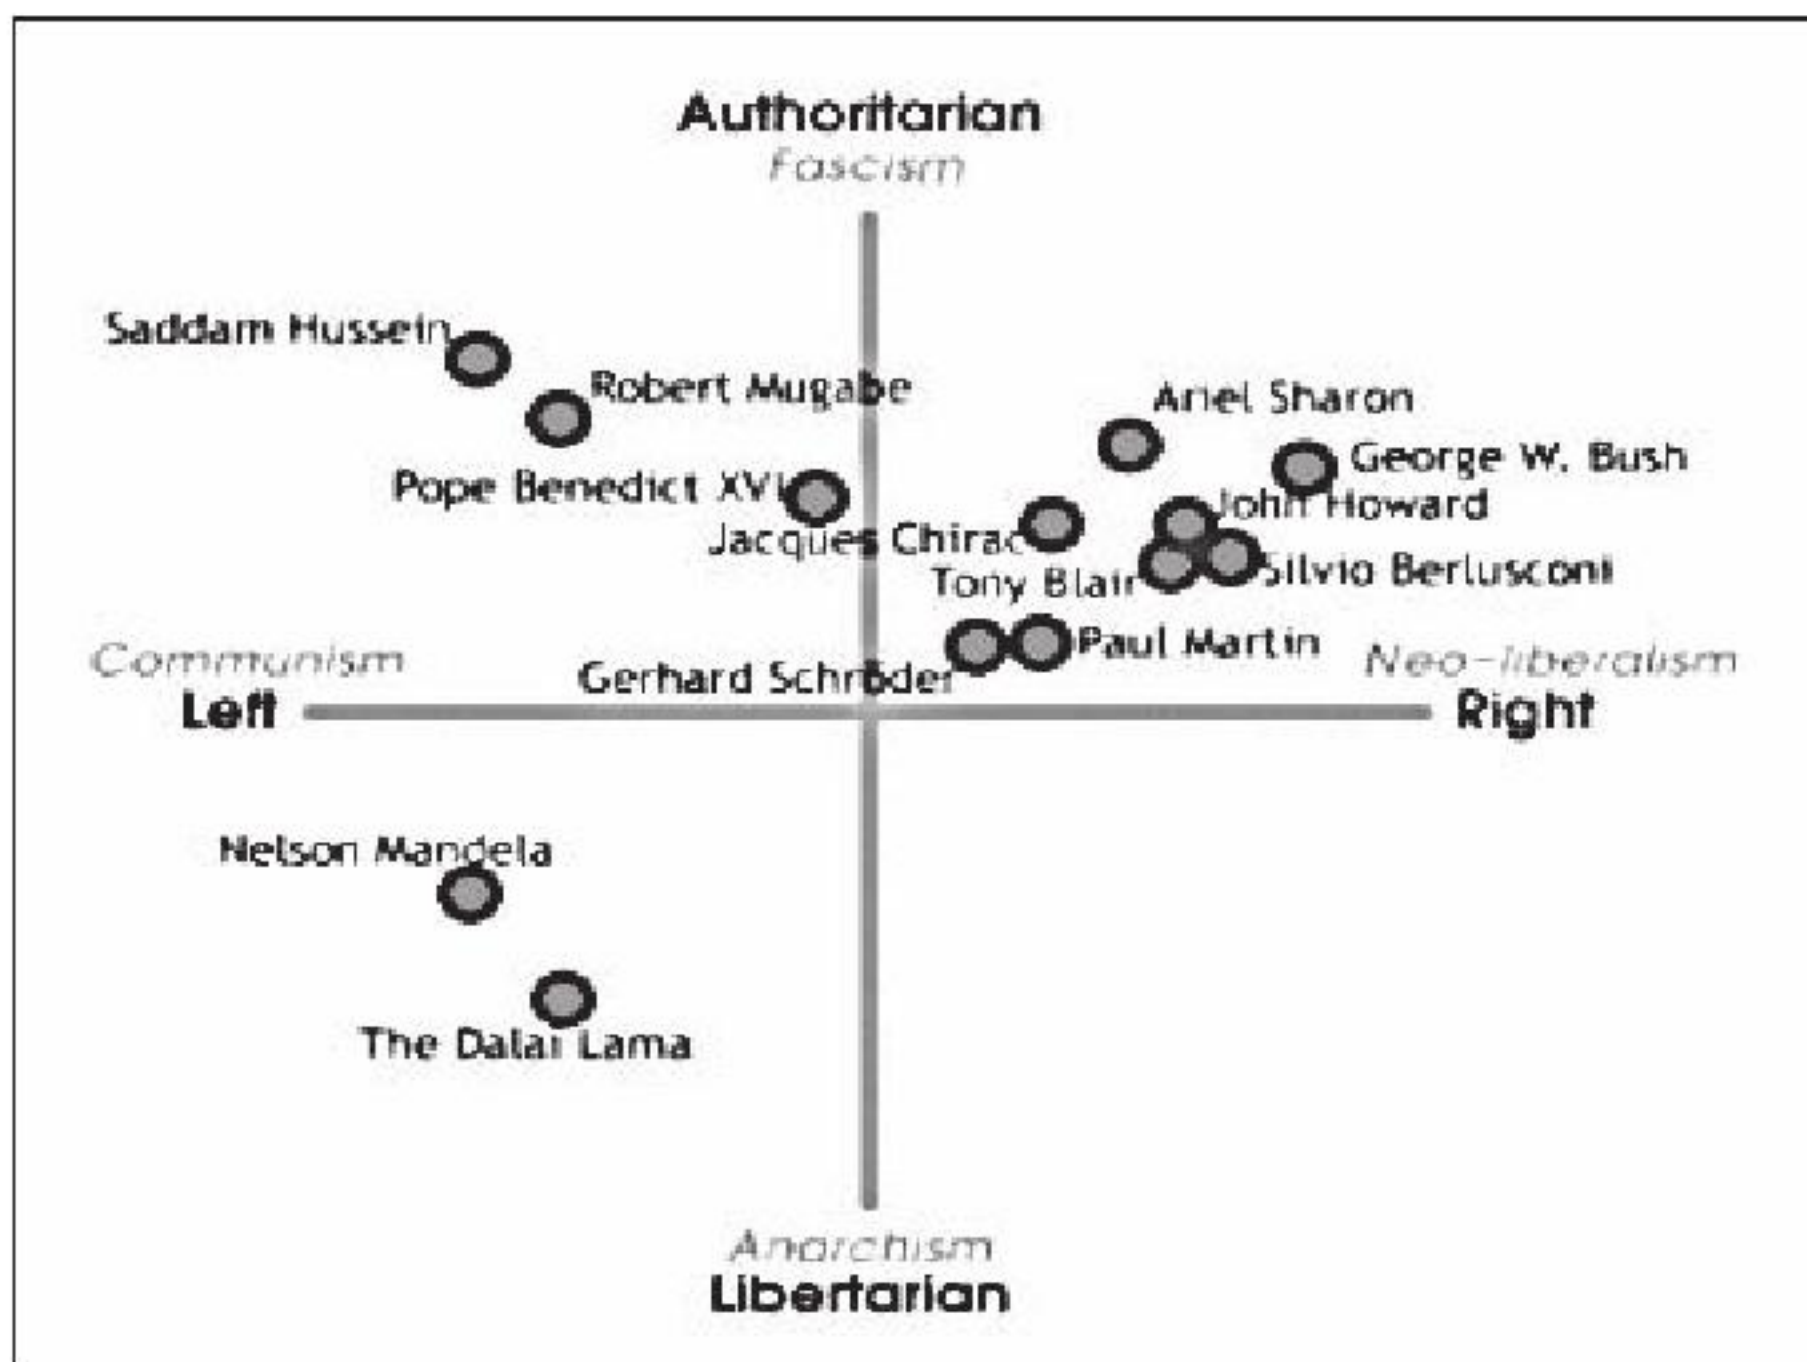 Authoritarian
Fascism
Saddam Hussein
Robert Mugabe
Ariel Sharon
George W. Bush
Pope Benedict XVI
John Howard
Jacques Chirac
Silvio Berlusconi
Tony Blair
Paul Martin
Gerhard Schröder
Communism
Neo-liberalism
Left
Right
Nelson Mandela
The Dalai Lama
Anarchism
Libertarian